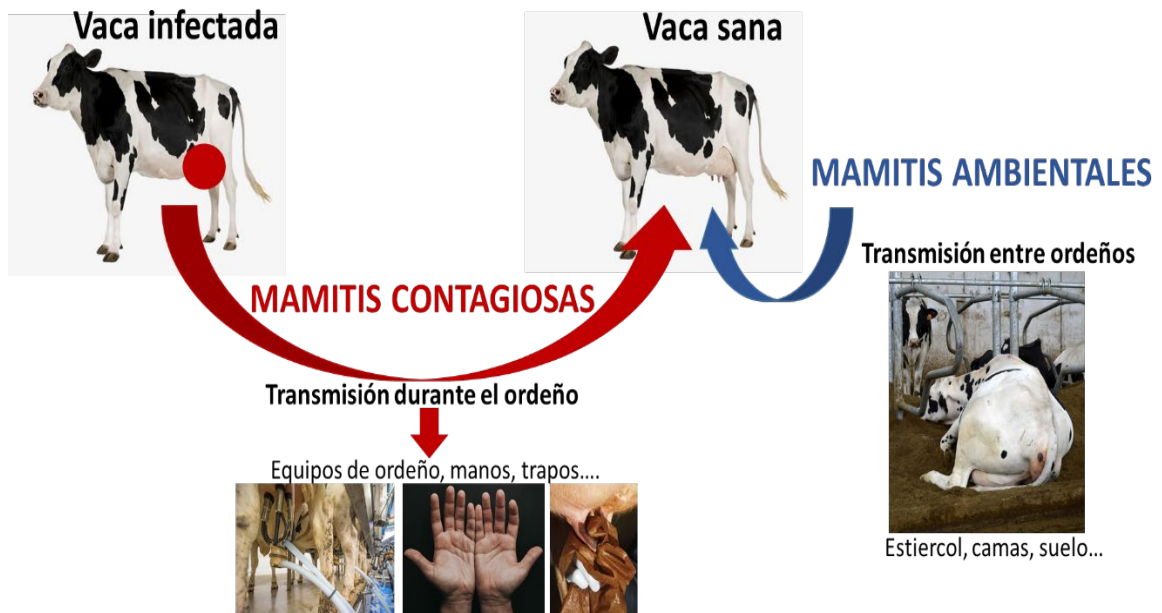 Vaca infectada
Vaca sana
MAMITIS AMBIENTALES
Transmisión entre ordeños
MAMITIS CONTAGIOSAS
Transmisión durante el ordeño
Equipos de ordeño, manos, trapos....
Estiercol, camas, suelo...